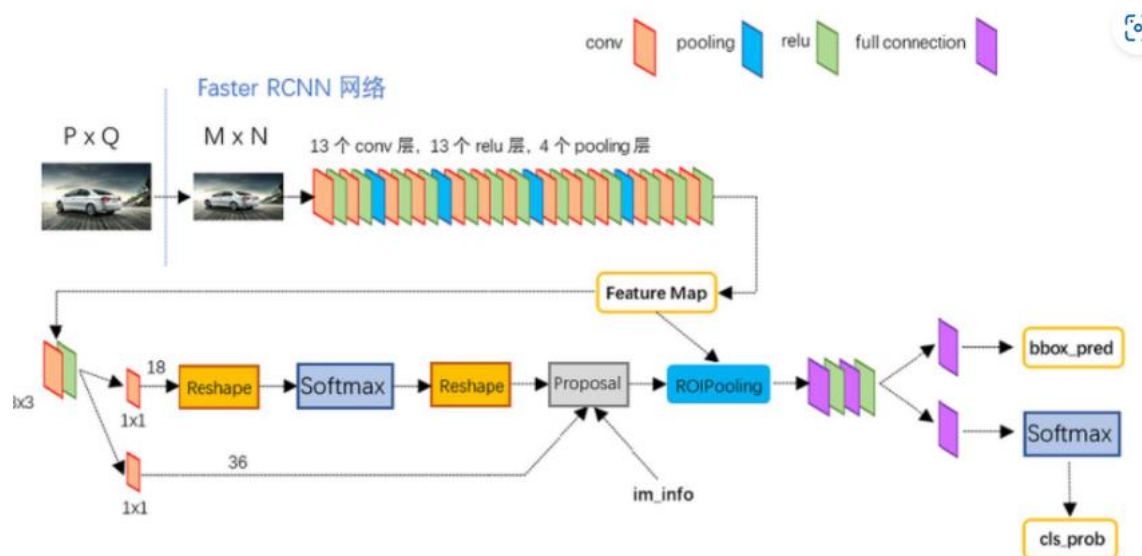 conv pooling relu full connection
Faster RCNN 网络
P x Q
M x N
13 个 conv 层, 13 个 relu 层, 4 个 pooling 层
Feature Map
18
Reshape
Softmax
Reshape
Proposal
ROIPooling
bbox_pred
3x3
1x1
Softmax
36
1x1
im_info
cls_prob